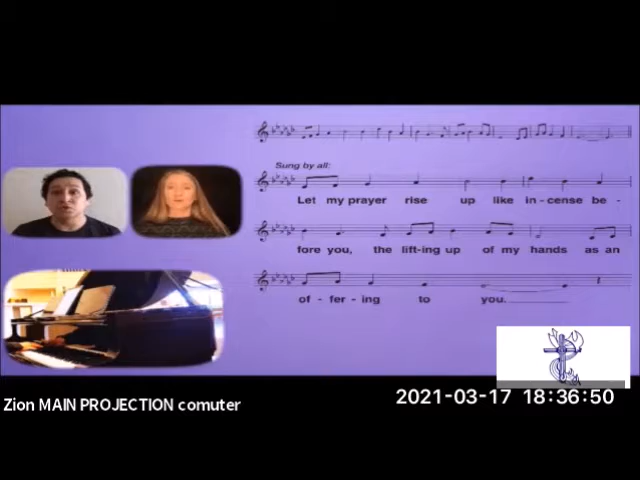 Sung by all:
Let my prayer rise up like in - cense be -
fore you, the lift-ing up of my hands as an
of - fer - ing to you.
Zion MAIN PROJECTION comuter
2021-03-17 18:36:50